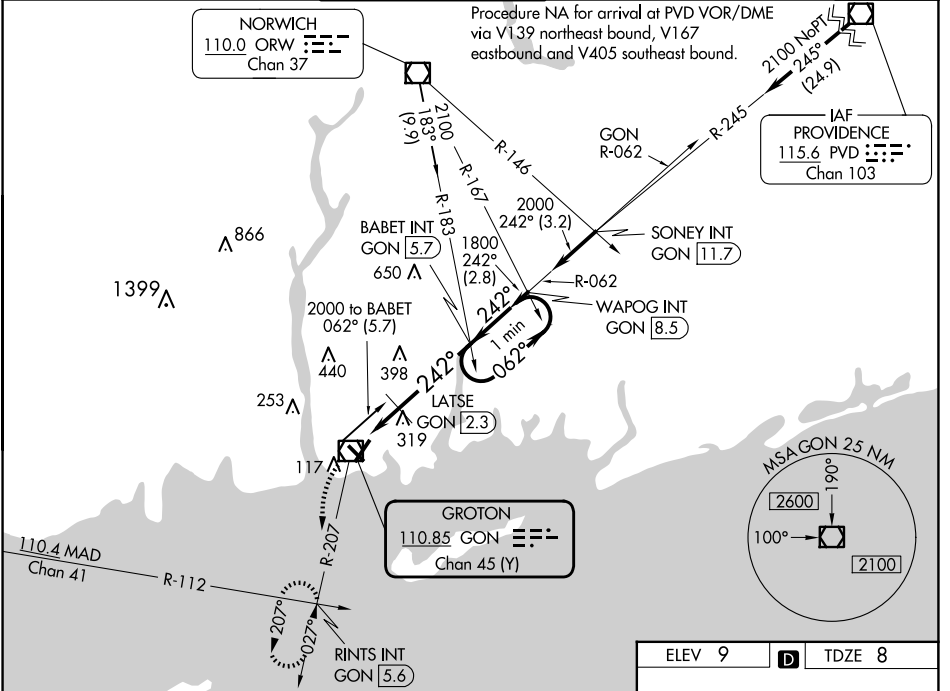 NORWICH
110.0 ORW
Chan 37
Procedure NA for arrival at PVD VOR/DME
via V139 northeast bound, V167
eastbound and V405 southeast bound.
2100 NoPT
245°
(24.9)
R-245
IAF
PROVIDENCE
115.6 PVD
Chan 103
2100
183°
(9.9)
R-183
R-167
R-146
GON
R-062
2000
242° (3.2)
SONEY INT
GON 11.7
BABET INT
GON 5.7
1800
242°
(2.8)
R-062
WAPOG INT
GON 8.5
866
650
1399
2000 to BABET
062° (5.7)
242°
1 min
062°
242°
440
398
LATSE
GON 2.3
253
319
117
GROTON
110.85 GON
Chan 45 (Y)
R-207
110.4 MAD
Chan 41
R-112
207°
027°
RINTS INT
GON 5.6
MSA GON 25 NM
190°
2600
100°
2100
ELEV 9 D TDZE 8